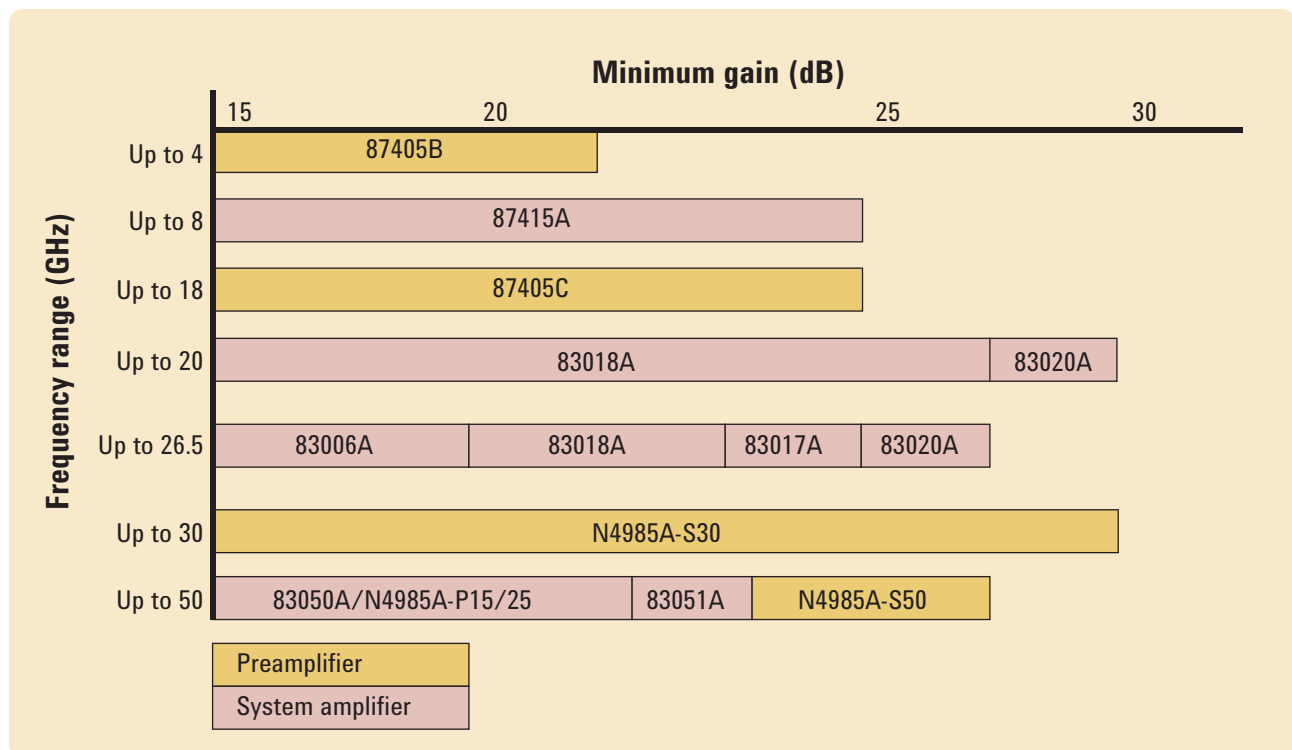 Minimum gain (dB)
15 20 25 30
Frequency range (GHz)
Up to 4 87405B
Up to 8 87415A
Up to 18 87405C
Up to 20 83018A 83020A
Up to 26.5 83006A 83018A 83017A 83020A
Up to 30 N4985A-S30
Up to 50 83050A/N4985A-P15/25 83051A N4985A-S50
Preamplifier
System amplifier